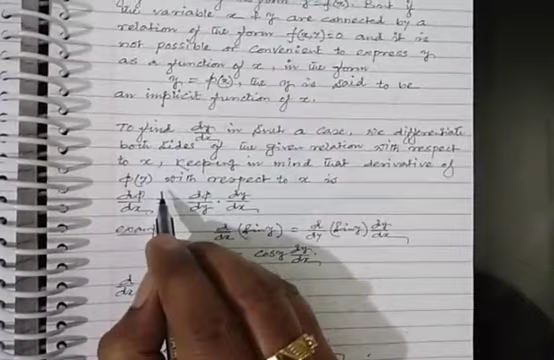 the variable x & y are connected by a
relation of the form f(x,y)=0 and it is
not possible or convenient to express y,
as a function of x, in the form
y = φ(x), the y is said to be
an implicit function of x.
To find dy/dx in such a case, we differentiate
both sides of the given relation with respect
to x, keeping in mind that derivative of
φ(y) with respect to x is
dφ/dx dφ/dy . dy/dx
d/dx (sin y) = d/dy (sin y) dy/dx
cos y dy/dx
d/dx